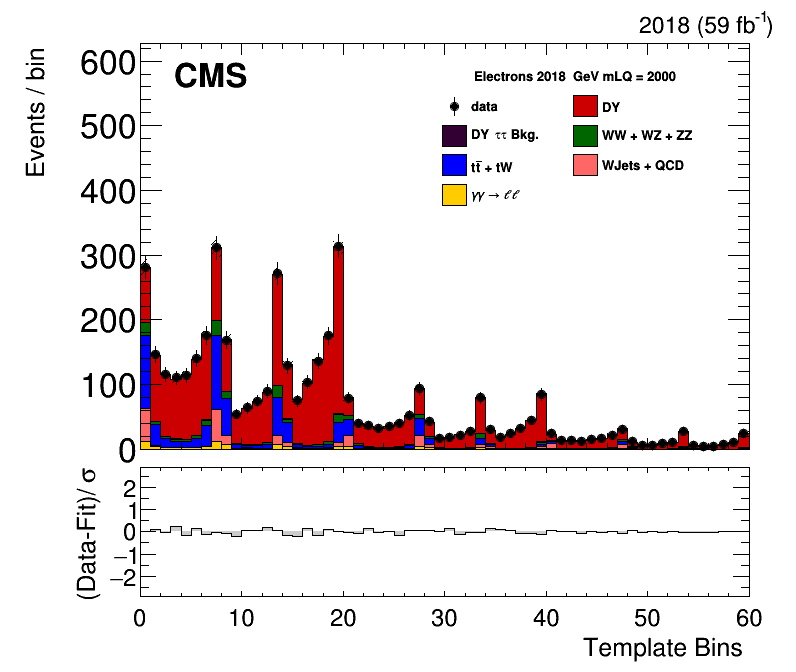 2018 (59 fb⁻¹)
CMS
Electrons 2018 GeV mLQ = 2000
data
DY
DY ττ Bkg.
WW + WZ + ZZ
tt̅ + tW
WJets + QCD
γγ → ℓℓ
Events / bin
600
500
400
300
200
100
0
(Data-Fit)/ σ
2
1
0
−1
−2
0
10
20
30
40
50
60
Template Bins